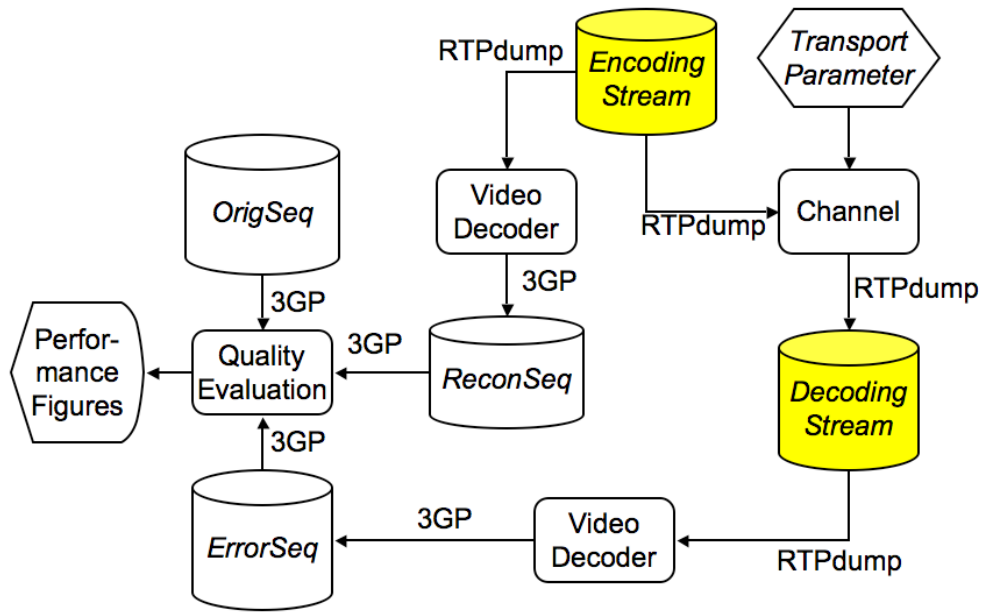 RTPdump
Encoding
Stream
Transport
Parameter
OrigSeq
Video
Decoder
RTPdump
Channel
3GP
3GP
RTPdump
Perfor-
mance
Figures
Quality
Evaluation
3GP
ReconSeq
Decoding
Stream
3GP
ErrorSeq
3GP
Video
Decoder
RTPdump